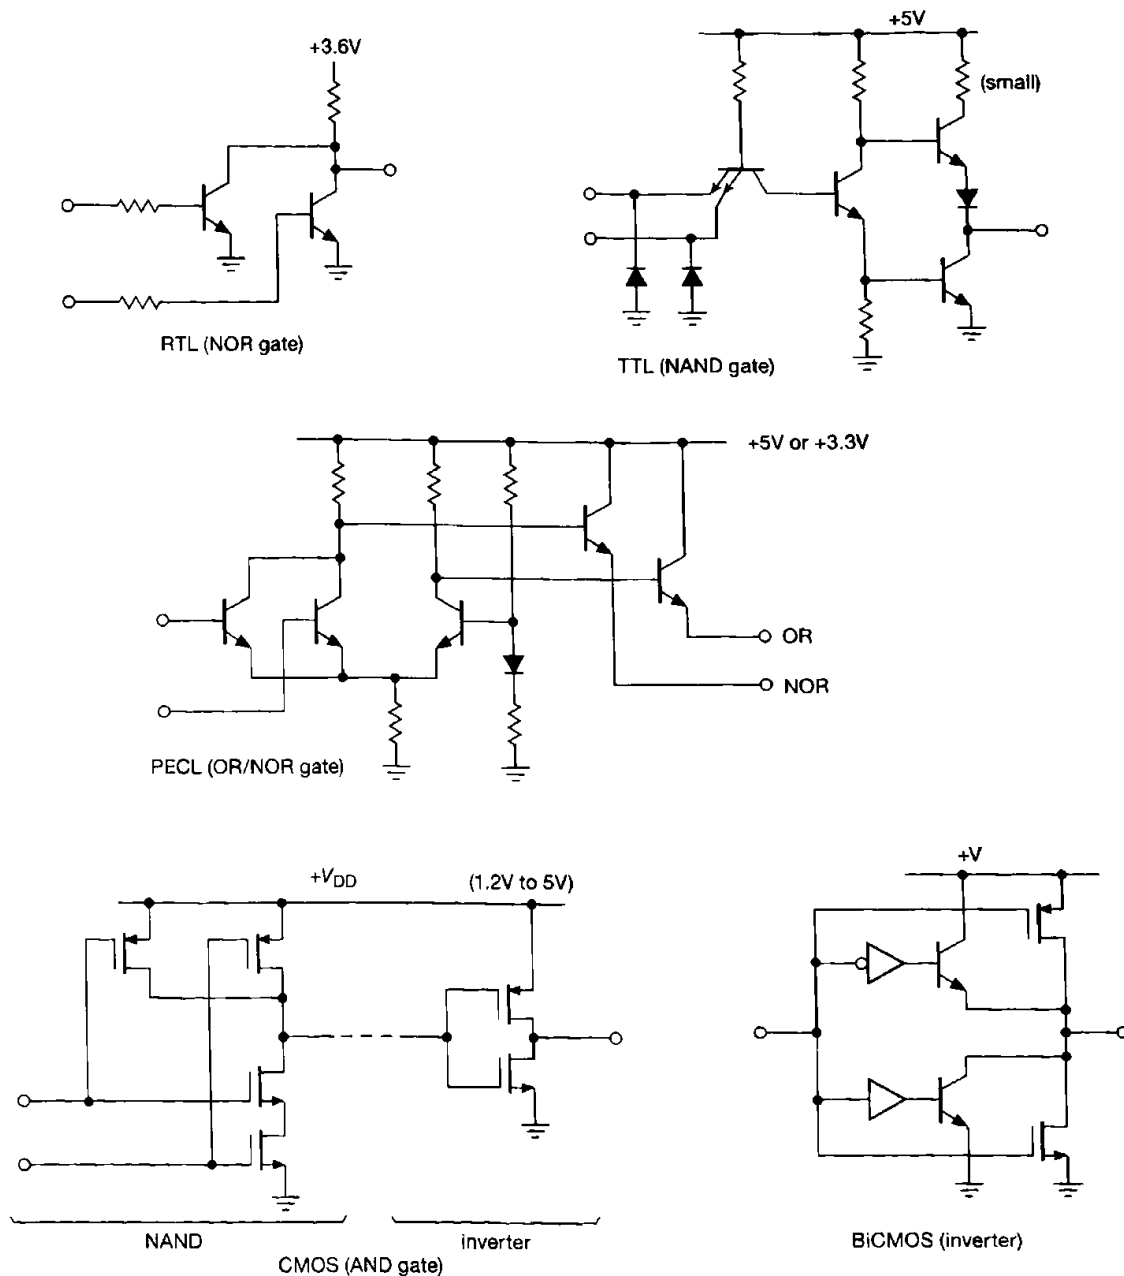 +3.6V
+5V
(small)
RTL (NOR gate)
TTL (NAND gate)
+5V or +3.3V
OR
NOR
PECL (OR/NOR gate)
+VDD
(1.2V to 5V)
+V
NAND
inverter
CMOS (AND gate)
BiCMOS (inverter)